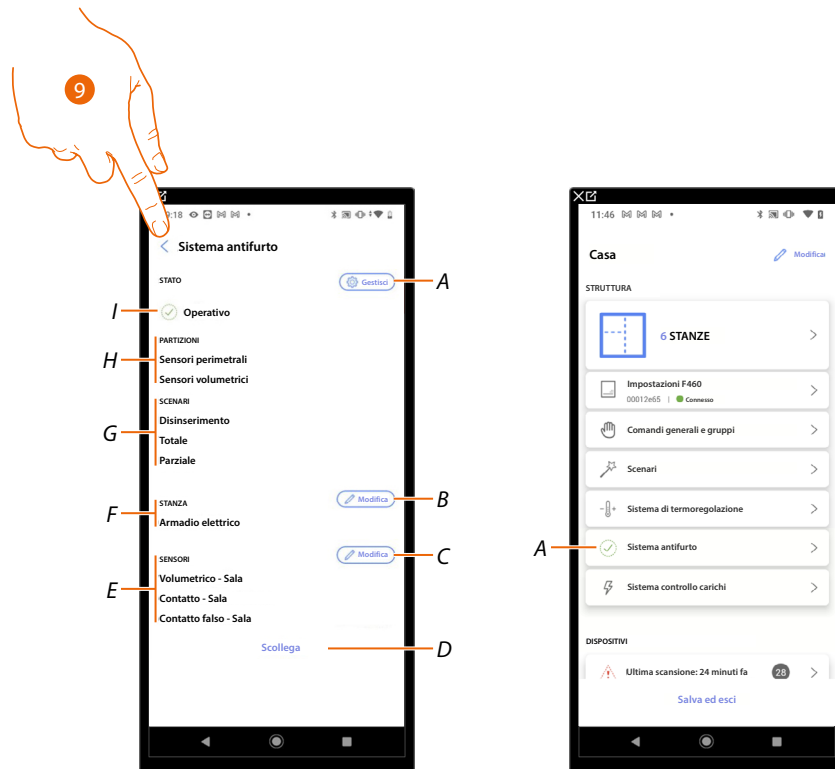 9
9:18
Sistema antifurto
STATO
Gestisci
A
I
Operativo
PARTIZIONI
H
Sensori perimetrali
Sensori volumetrici
SCENARI
Disinserimento
G
Totale
Parziale
STANZA
Modifica
B
F
Armadio elettrico
SENSORI
Modifica
C
Volumetrico - Sala
E
Contatto - Sala
Contatto falso - Sala
Scollega
D
11:46
Casa
Modificar
STRUTTURA
6 STANZE
Impostazioni F460
00012e65 | Connesso
Comandi generali e gruppi
Scenari
Sistema di termoregolazione
A
Sistema antifurto
Sistema controllo carichi
DISPOSITIVI
Ultima scansione: 24 minuti fa 28
Salva ed esci